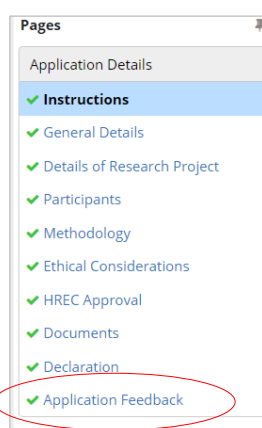 Pages
Application Details
✔ Instructions
✔ General Details
✔ Details of Research Project
✔ Participants
✔ Methodology
✔ Ethical Considerations
✔ HREC Approval
✔ Documents
✔ Declaration
✔ Application Feedback